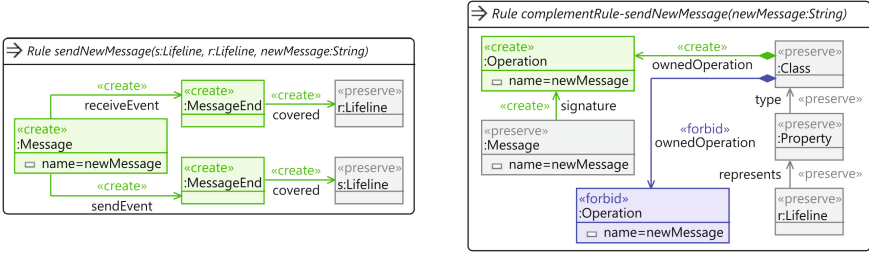 Rule sendNewMessage(s:Lifeline, r:Lifeline, newMessage:String)
«create»
receiveEvent
«create»
:MessageEnd
«create»
covered
«preserve»
r:Lifeline
«create»
:Message
name=newMessage
«create»
sendEvent
«create»
:MessageEnd
«create»
covered
«preserve»
s:Lifeline
Rule complementRule-sendNewMessage(newMessage:String)
«create»
:Operation
name=newMessage
«create»
ownedOperation
«preserve»
:Class
«create»
signature
type
«preserve»
«preserve»
:Message
name=newMessage
«forbid»
ownedOperation
«preserve»
:Property
represents
«preserve»
«forbid»
:Operation
name=newMessage
«preserve»
r:Lifeline